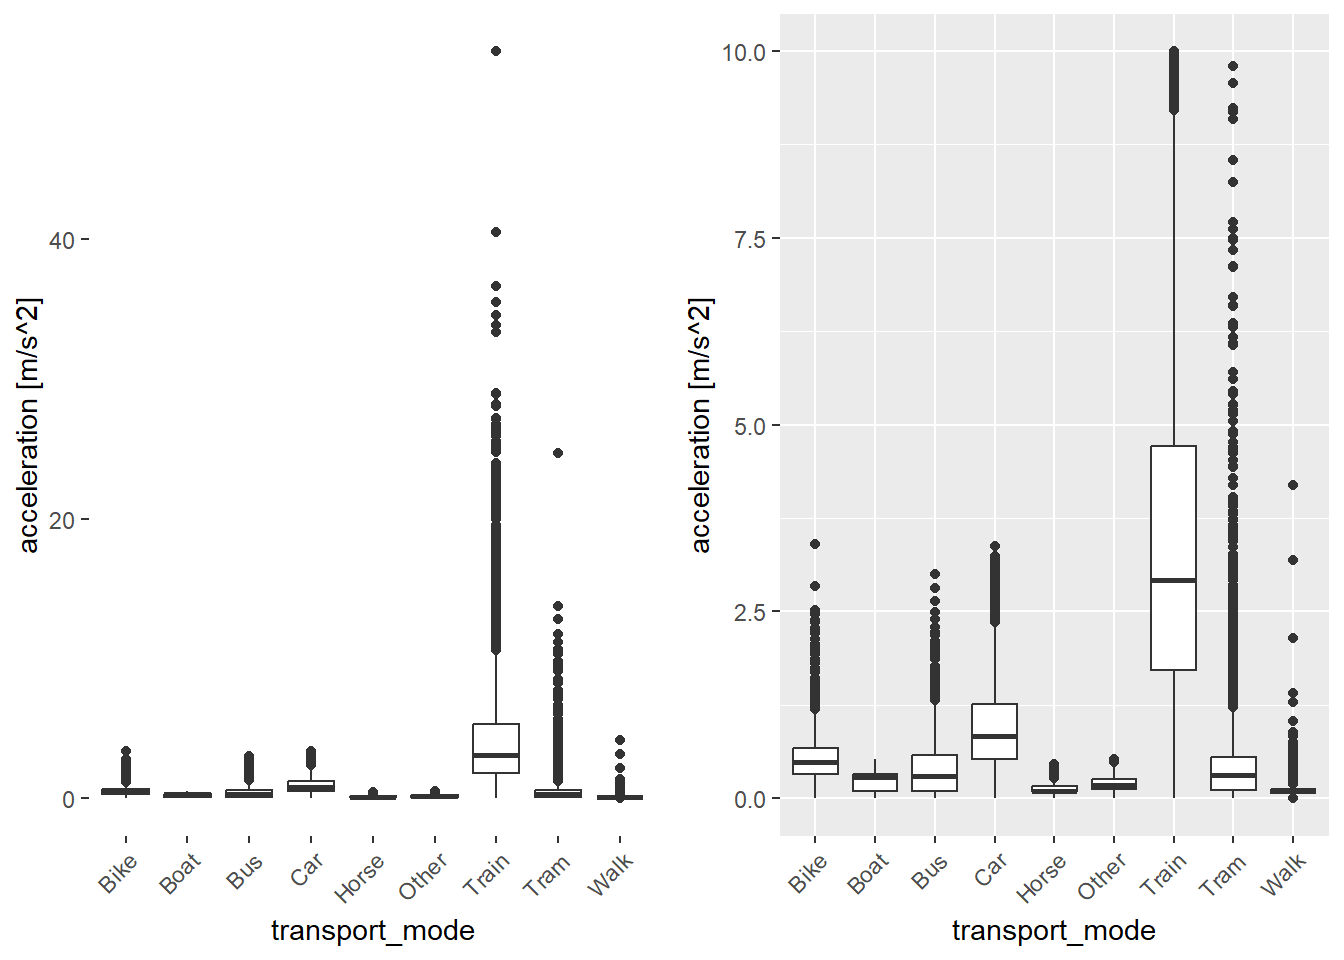 acceleration [m/s^2]
40
20
0
Bike Boat Bus Car Horse Other Train Tram Walk
transport_mode
acceleration [m/s^2]
10.0
7.5
5.0
2.5
0.0
Bike Boat Bus Car Horse Other Train Tram Walk
transport_mode